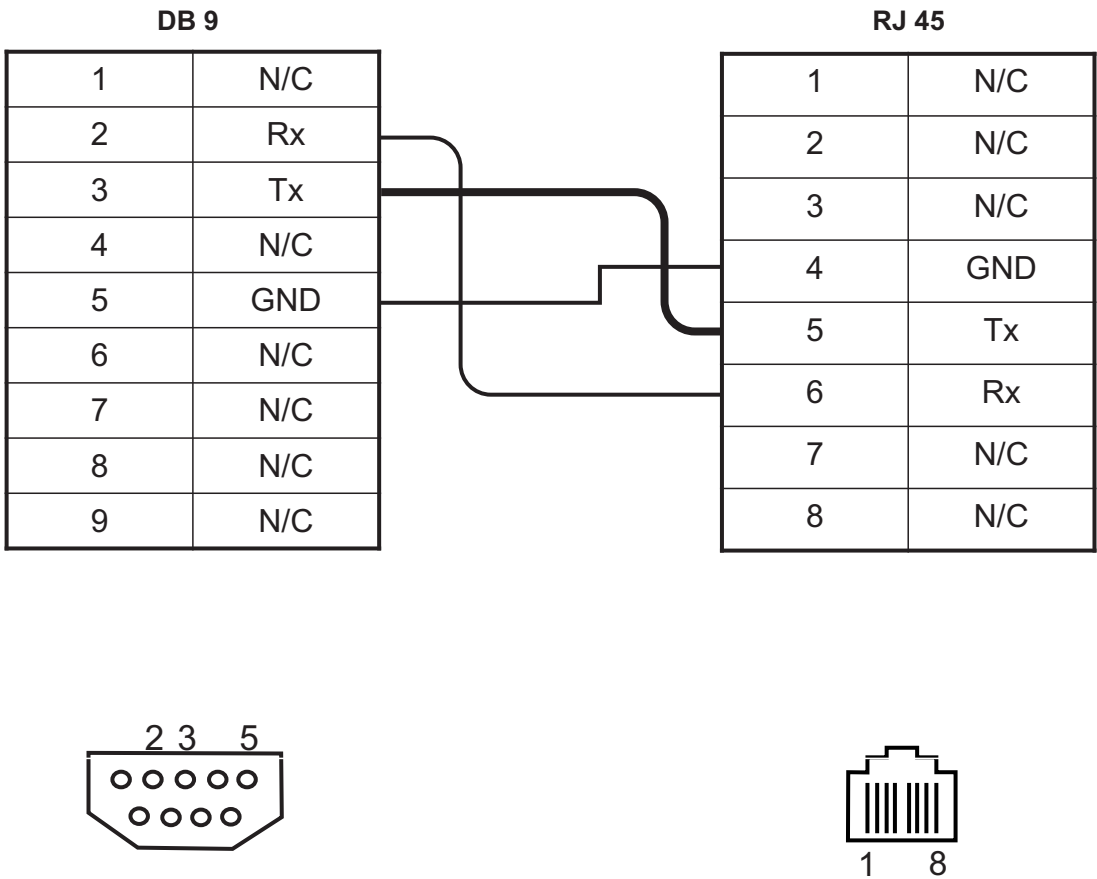 DB 9
1 N/C
2 Rx
3 Tx
4 N/C
5 GND
6 N/C
7 N/C
8 N/C
9 N/C
RJ 45
1 N/C
2 N/C
3 N/C
4 GND
5 Tx
6 Rx
7 N/C
8 N/C
2 3 5
1 8